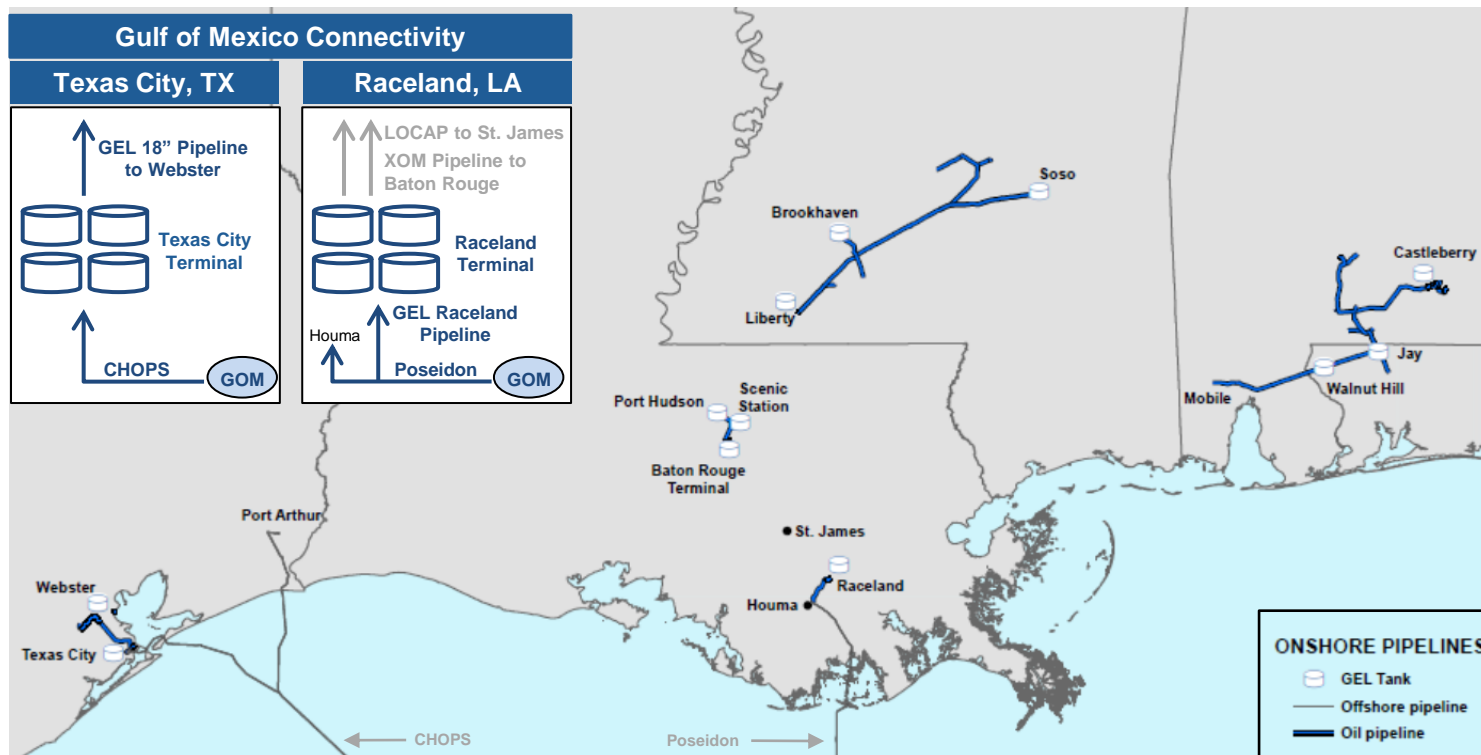 Gulf of Mexico Connectivity
Texas City, TX
Raceland, LA
GEL 18” Pipeline
to Webster
Texas City
Terminal
CHOPS
GOM
LOCAP to St. James
XOM Pipeline to
Baton Rouge
Raceland
Terminal
GEL Raceland
Pipeline
Houma
Poseidon
GOM
Soso
Brookhaven
Liberty
Castleberry
Jay
Walnut Hill
Mobile
Port Hudson
Scenic
Station
Baton Rouge
Terminal
Port Arthur
St. James
Webster
Raceland
Houma
Texas City
CHOPS
Poseidon
ONSHORE PIPELINES
GEL Tank
Offshore pipeline
Oil pipeline